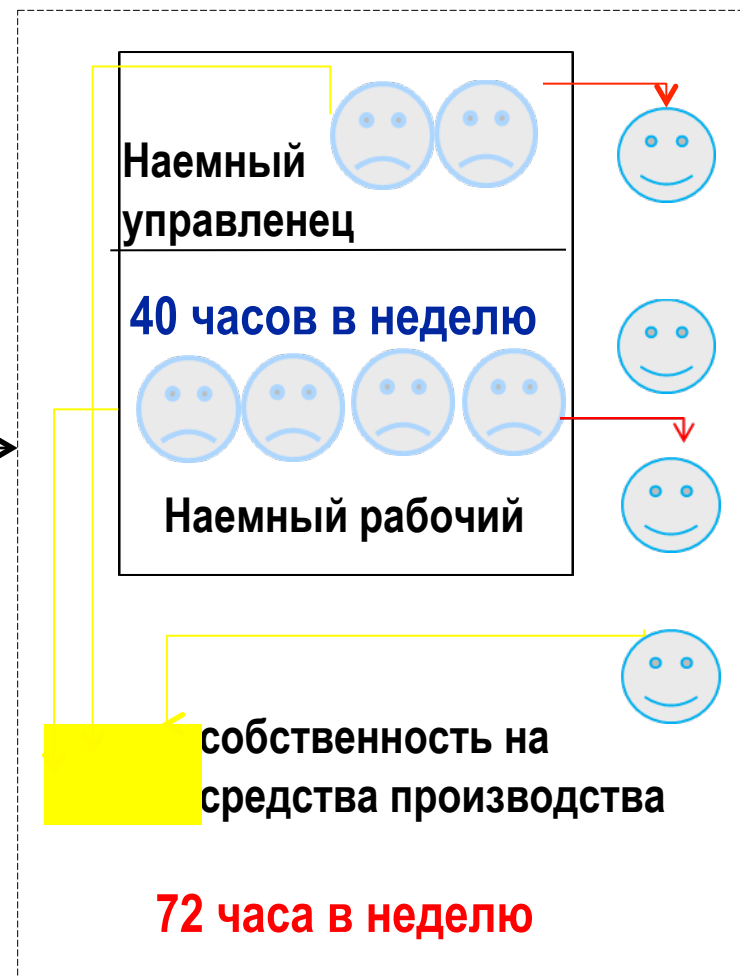 Наемный
управленец
40 часов в неделю
Наемный рабочий
собственность на
средства производства
72 часа в неделю